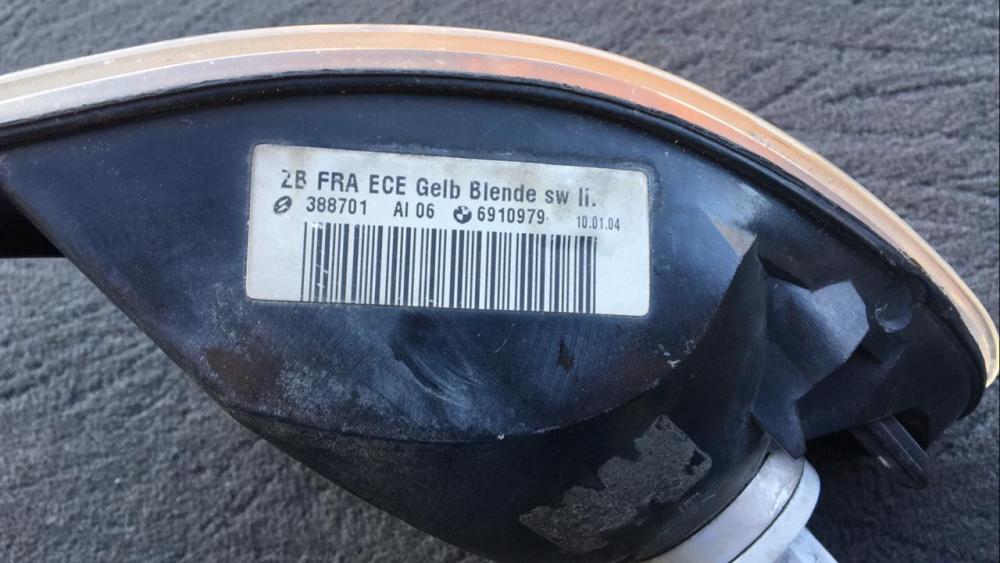 ZB FRA ECE Gelb Blende sw li.
388701 AI 06 6910979 10.01.04